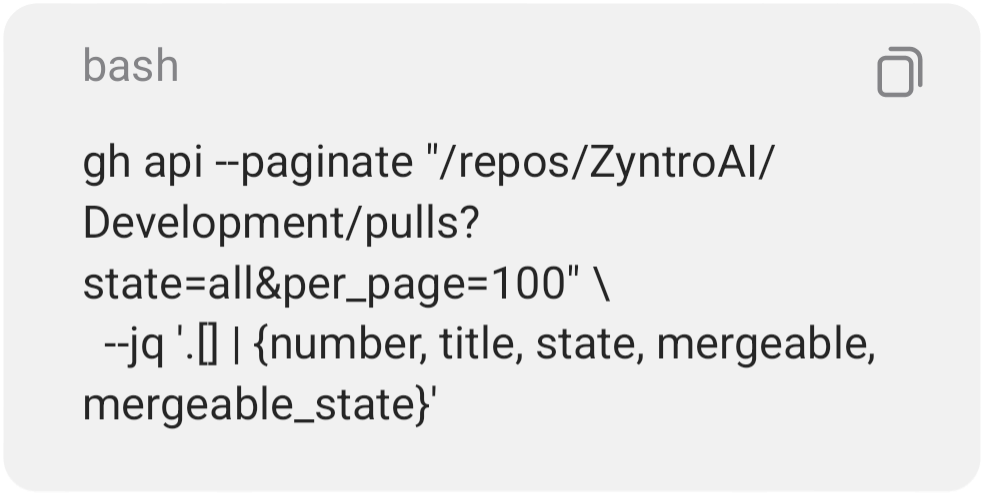 bash
gh api --paginate "/repos/ZyntroAI/
Development/pulls?
state=all&per_page=100" \
  --jq '.[] | {number, title, state, mergeable,
mergeable_state}'